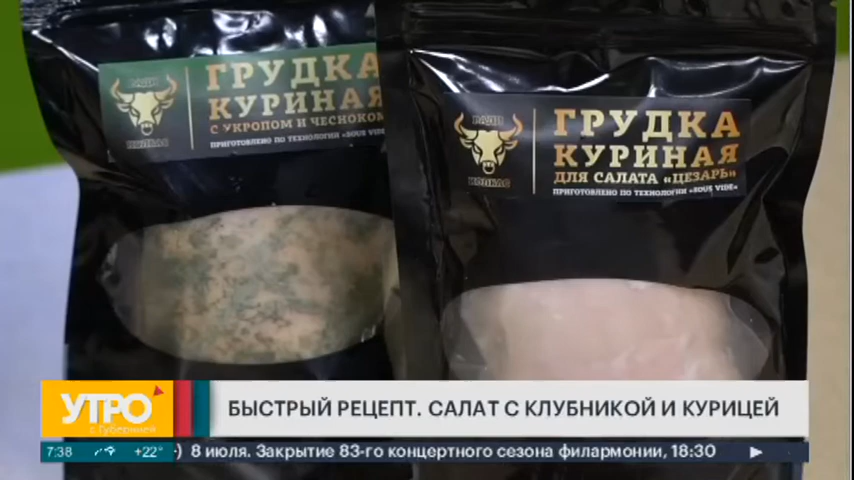 ГРУДКА
КУРИНАЯ
С УКРОПОМ И ЧЕСНОКОМ
ПРИГОТОВЛЕНО ПО ТЕХНОЛОГИИ «SOUS VIDE»
ГРУДКА
КУРИНАЯ
ДЛЯ САЛАТА «ЦЕЗАРЬ»
ПРИГОТОВЛЕНО ПО ТЕХНОЛОГИИ «SOUS VIDE»
УТРО
с Губернией
БЫСТРЫЙ РЕЦЕПТ. САЛАТ С КЛУБНИКОЙ И КУРИЦЕЙ
7:38 +22° :) 8 июля. Закрытие 83-го концертного сезона филармонии, 18:30